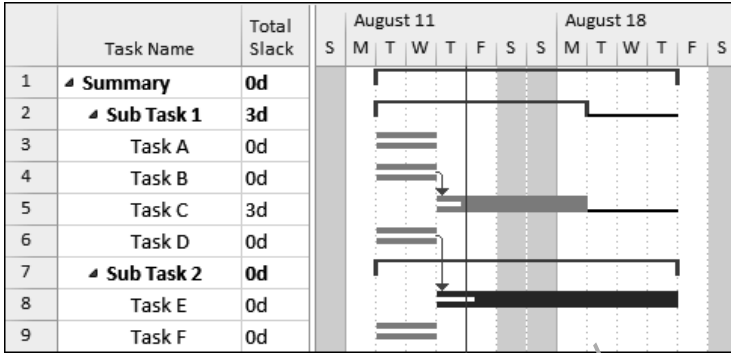 Task Name Total Slack S August 11 August 18
M T W T F S S M T W T F S
1 Summary 0d
2 Sub Task 1 3d
3 Task A 0d
4 Task B 0d
5 Task C 3d
6 Task D 0d
7 Sub Task 2 0d
8 Task E 0d
9 Task F 0d